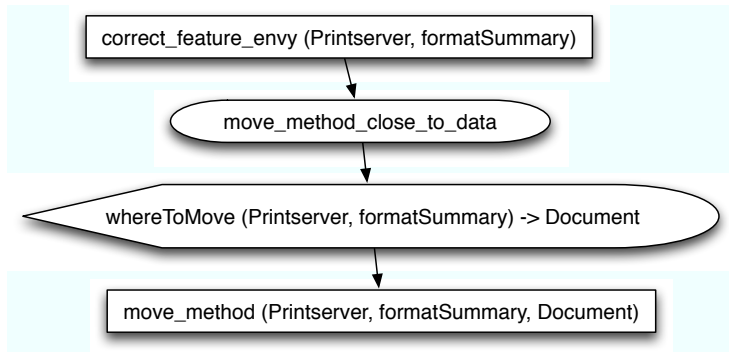 correct_feature_envy (Printserver, formatSummary)
move_method_close_to_data
whereToMove (Printserver, formatSummary) -> Document
move_method (Printserver, formatSummary, Document)